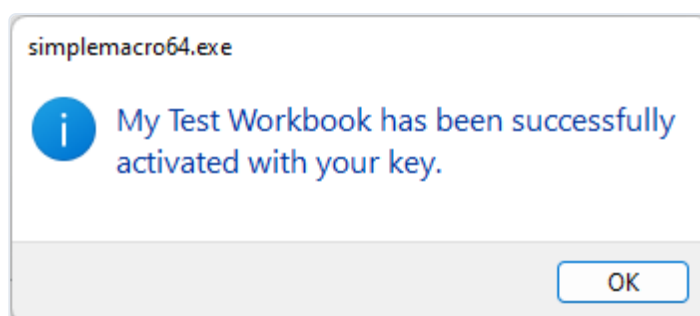 simplemacro64.exe
My Test Workbook has been successfully
activated with your key.
OK